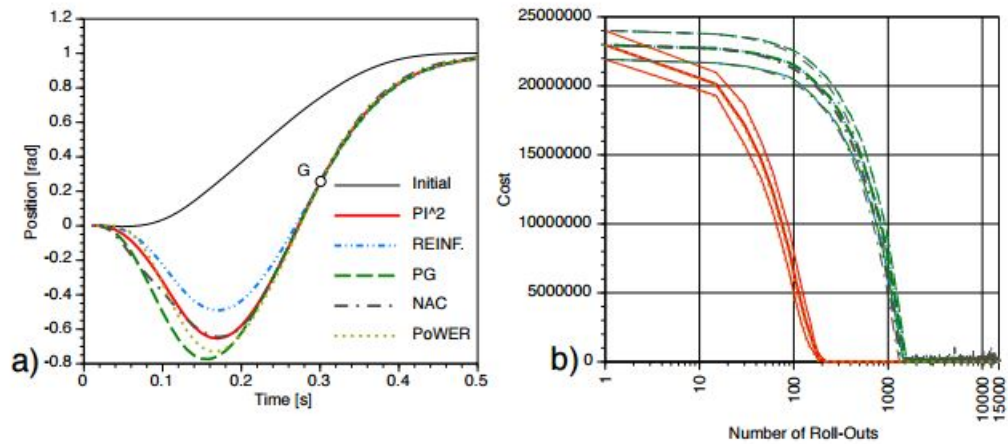 1.2
1
0.8
0.6
0.4
0.2
0
-0.2
-0.4
-0.6
-0.8
Position [rad]
0
0.1
0.2
0.3
0.4
0.5
Time [s]
G
Initial
PI^2
REINF.
PG
NAC
PoWER
a)
25000000
20000000
15000000
10000000
5000000
0
Cost
1
10
100
1000
10000
15000
Number of Roll-Outs
b)